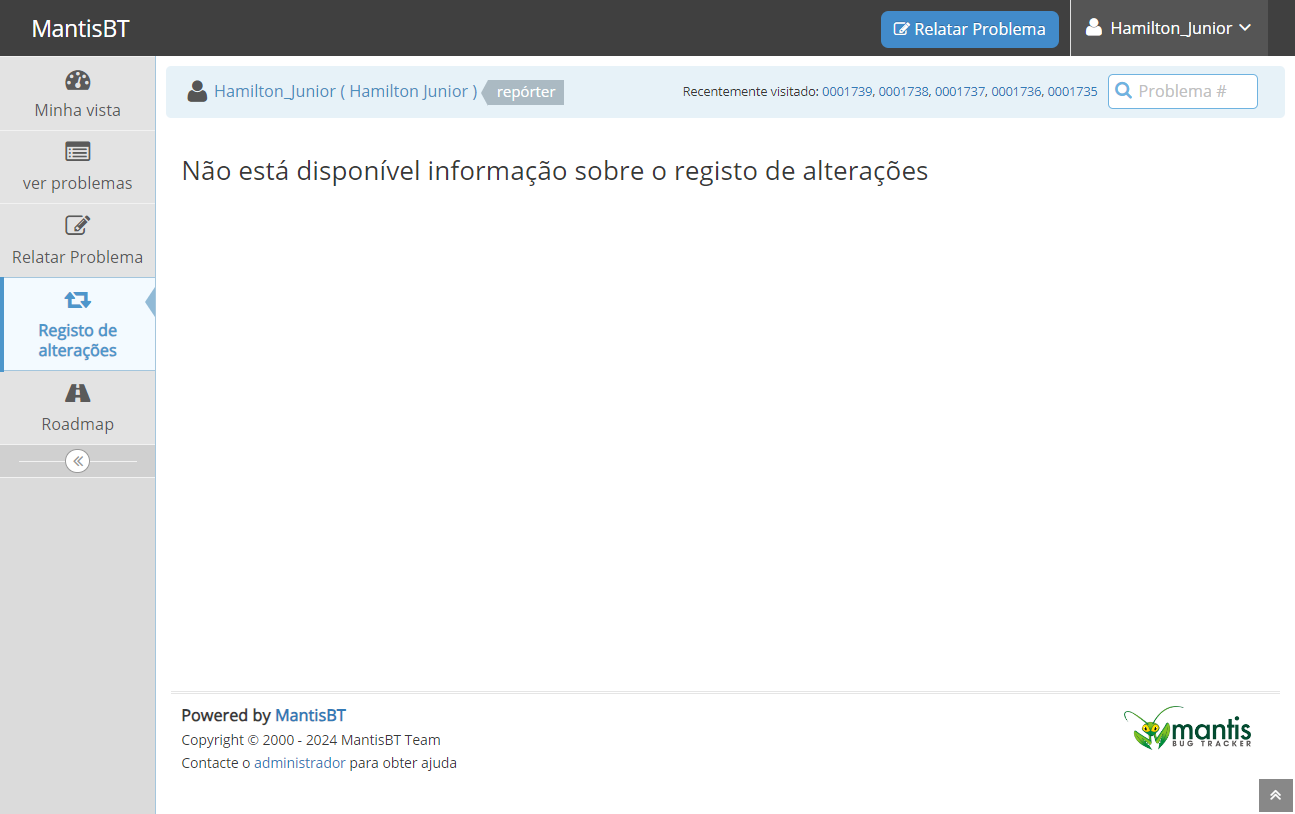 MantisBT
Relatar Problema
Hamilton_Junior
Minha vista
ver problemas
Relatar Problema
Registo de
alterações
Roadmap
Hamilton_Junior ( Hamilton Junior ) repórter
Recentemente visitado: 0001739, 0001738, 0001737, 0001736, 0001735
Problema #
Não está disponível informação sobre o registo de alterações
Powered by MantisBT
Copyright © 2000 - 2024 MantisBT Team
Contacte o administrador para obter ajuda
mantis
BUG TRACKER